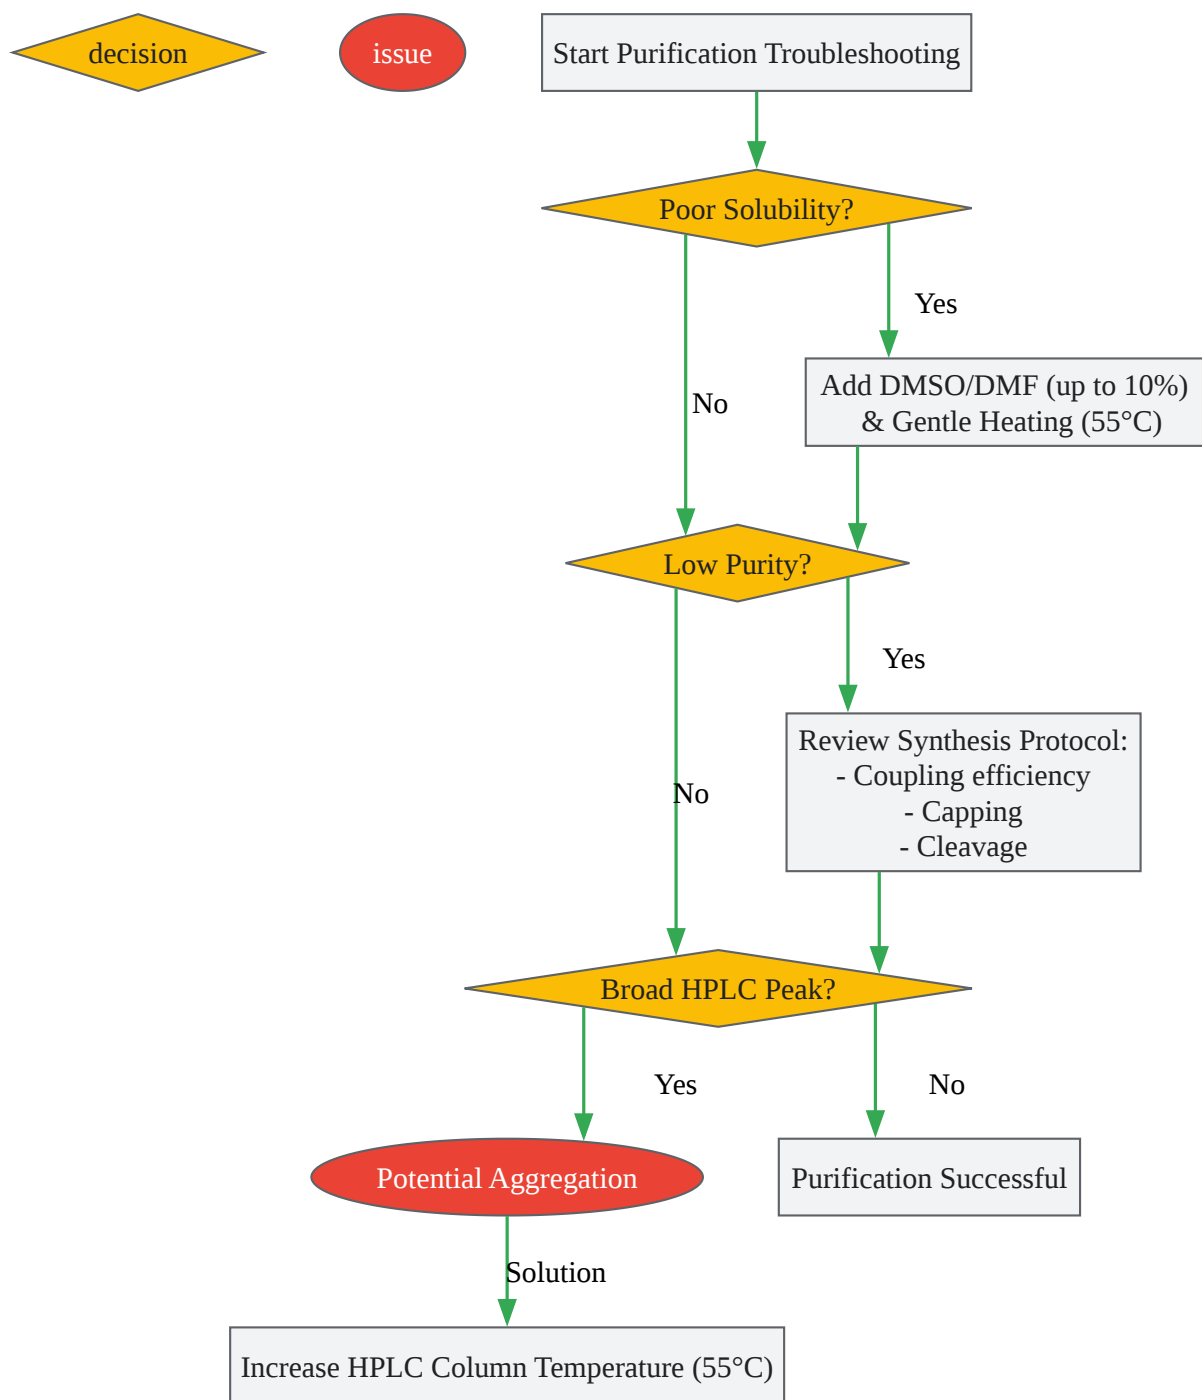 decision
issue
Start Purification Troubleshooting
Poor Solubility?
Yes
Add DMSO/DMF (up to 10%)
& Gentle Heating (55°C)
No
Low Purity?
Yes
Review Synthesis Protocol:
- Coupling efficiency
- Capping
- Cleavage
No
Broad HPLC Peak?
Yes
No
Potential Aggregation
Purification Successful
Solution
Increase HPLC Column Temperature (55°C)